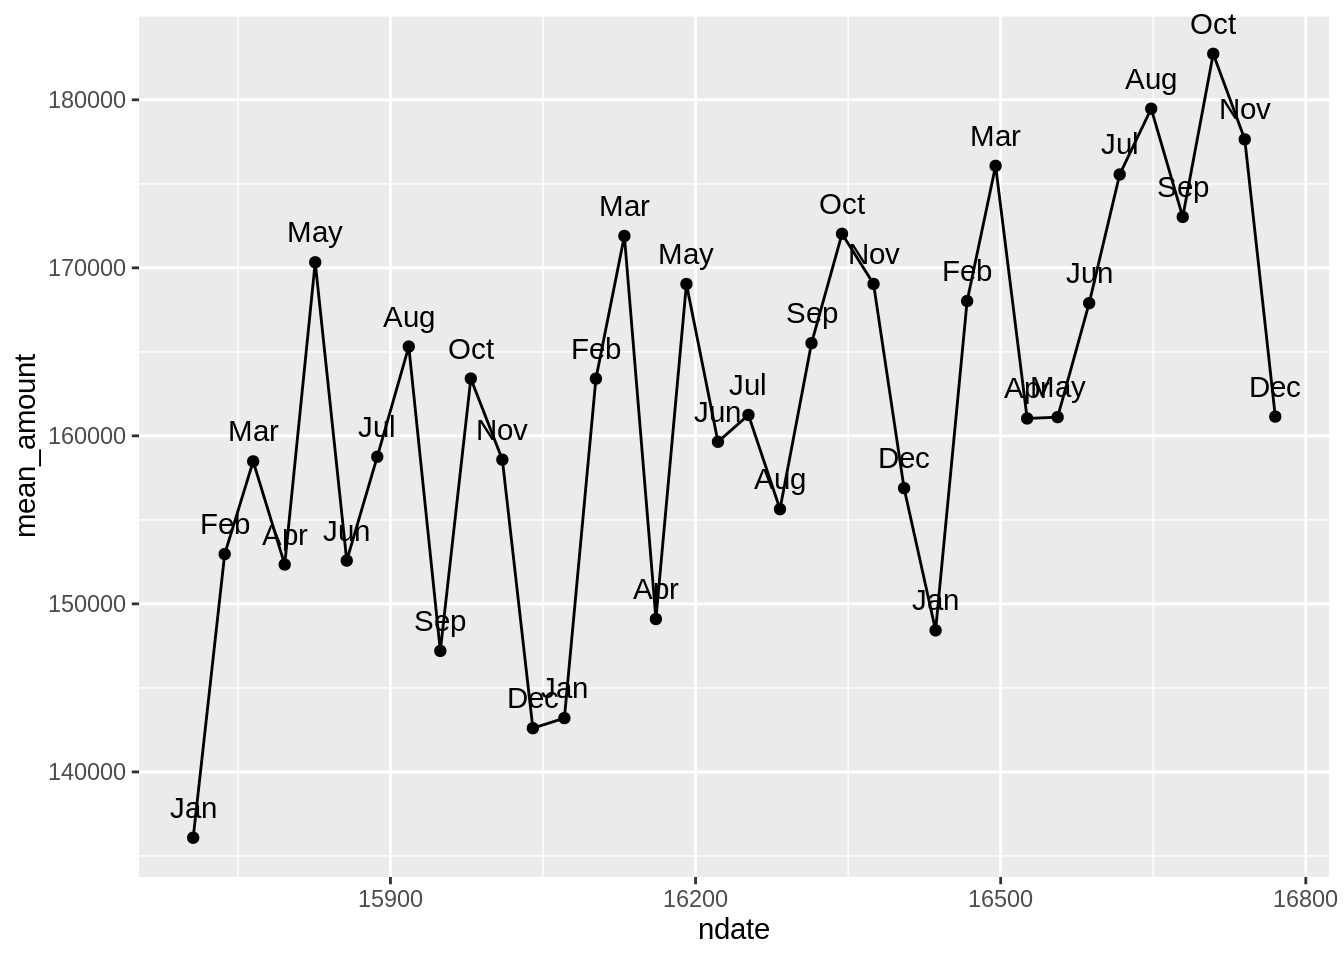 Oct
Aug
180000
Nov
Mar
Jul
Sep
Mar
Oct
May
May
Nov
170000
Feb
Jun
Aug
Sep
Oct
Feb
Jul
Apr
May
Dec
Jun
Mar
Jul
Nov
160000
Dec
Aug
Feb
Apr
Jun
Apr
150000
Jan
Sep
Dec
Jan
140000
Jan
mean_amount
15900
16200
16500
16800
ndate